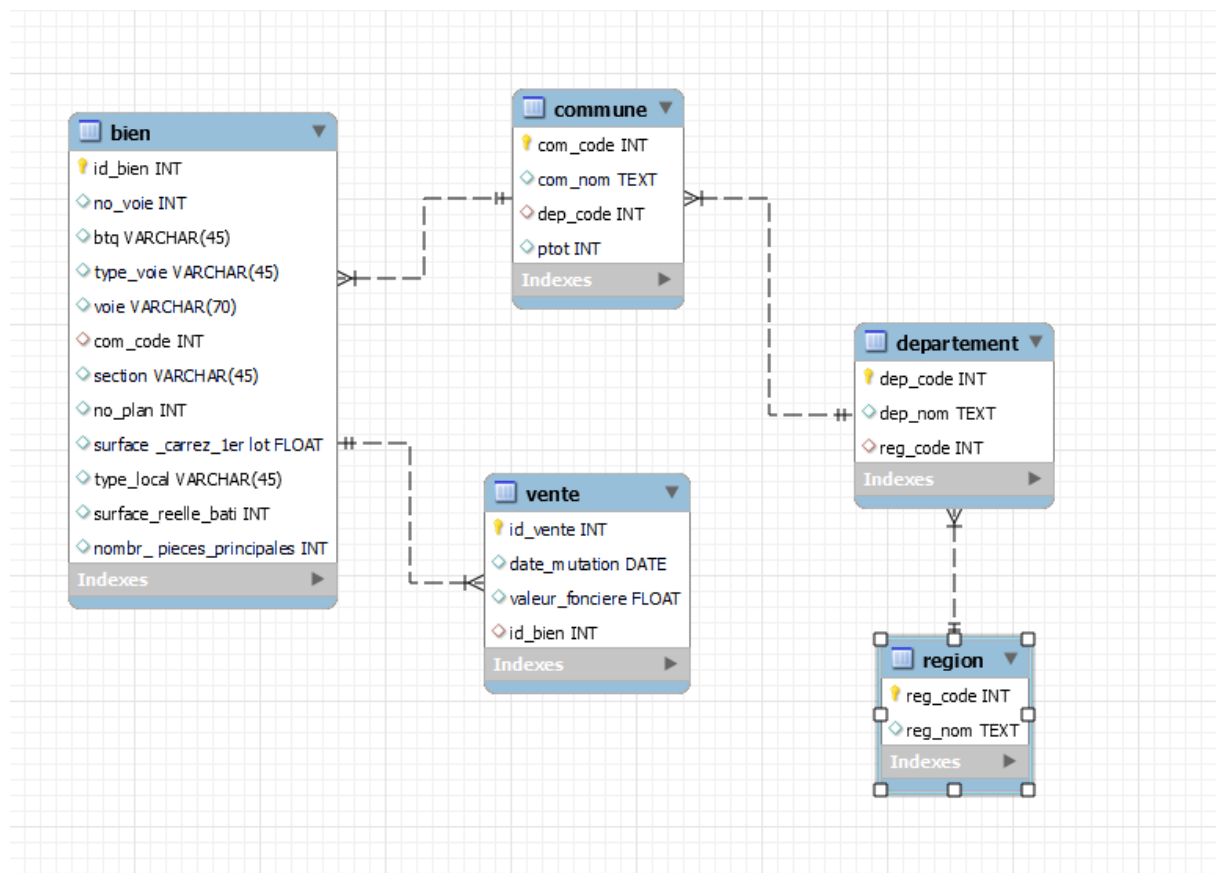 bien
id_bien INT
no_voie INT
btq VARCHAR(45)
type_voie VARCHAR(45)
voie VARCHAR(70)
com_code INT
section VARCHAR(45)
no_plan INT
surface _carrez_1er lot FLOAT
type_local VARCHAR(45)
surface_reelle_bati INT
nombr_ pieces_principales INT
Indexes
commune
com_code INT
com_nom TEXT
dep_code INT
ptot INT
Indexes
vente
id_vente INT
date_mutation DATE
valeur_fonciere FLOAT
id_bien INT
Indexes
departement
dep_code INT
dep_nom TEXT
reg_code INT
Indexes
region
reg_code INT
reg_nom TEXT
Indexes